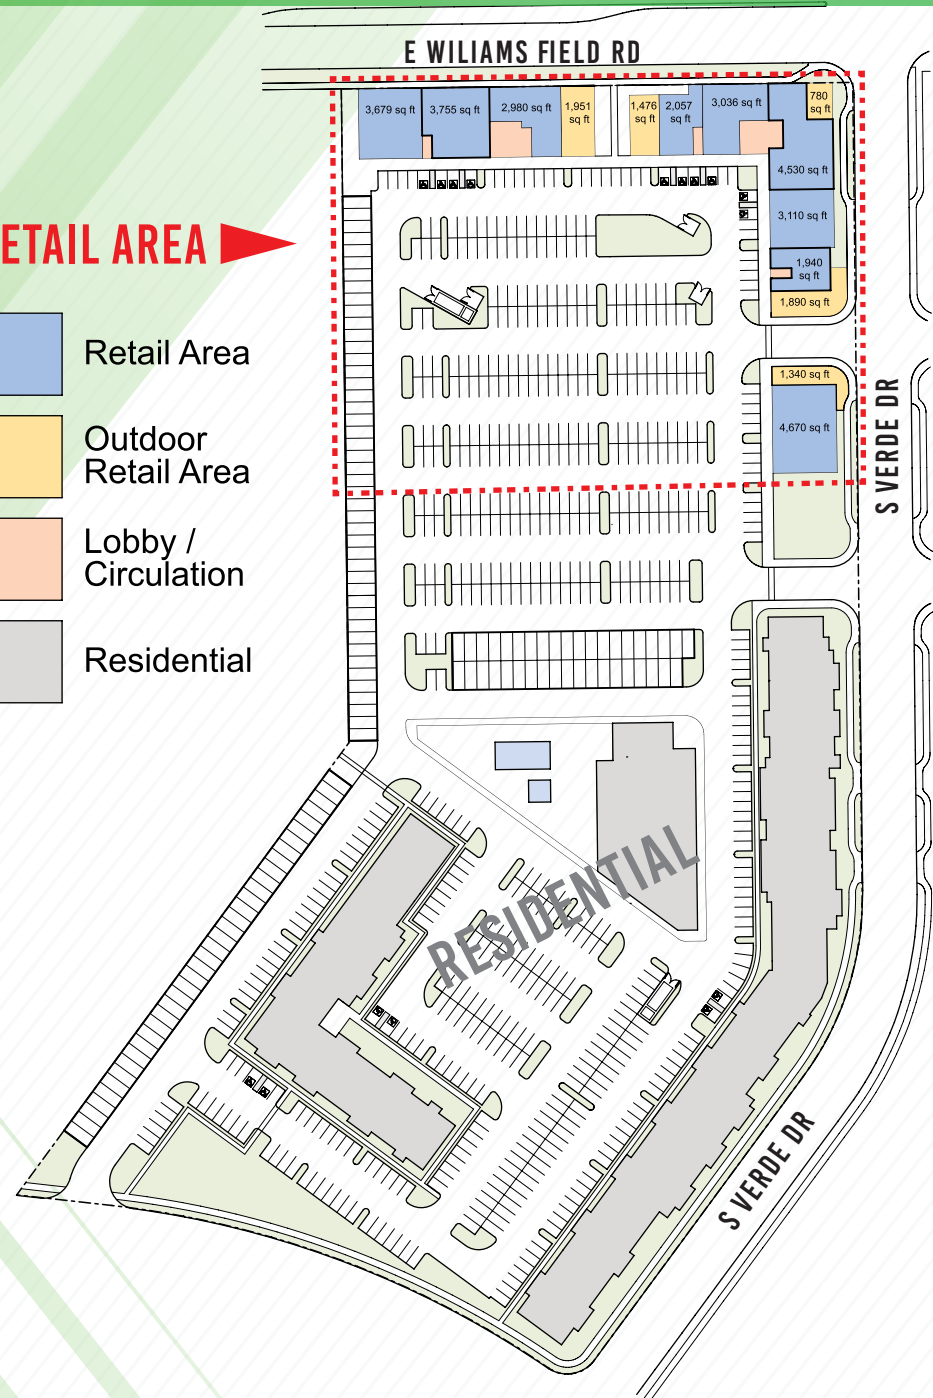 E WILIAMS FIELD RD
3,679 sq ft
3,755 sq ft
2,980 sq ft
1,951
sq ft
1,476
sq ft
2,057
sq ft
3,036 sq ft
780
sq ft
4,530 sq ft
3,110 sq ft
1,940
sq ft
1,890 sq ft
1,340 sq ft
4,670 sq ft
ETAIL AREA
Retail Area
Outdoor
Retail Area
Lobby /
Circulation
Residential
S VERDE DR
RESIDENTIAL
S VERDE DR